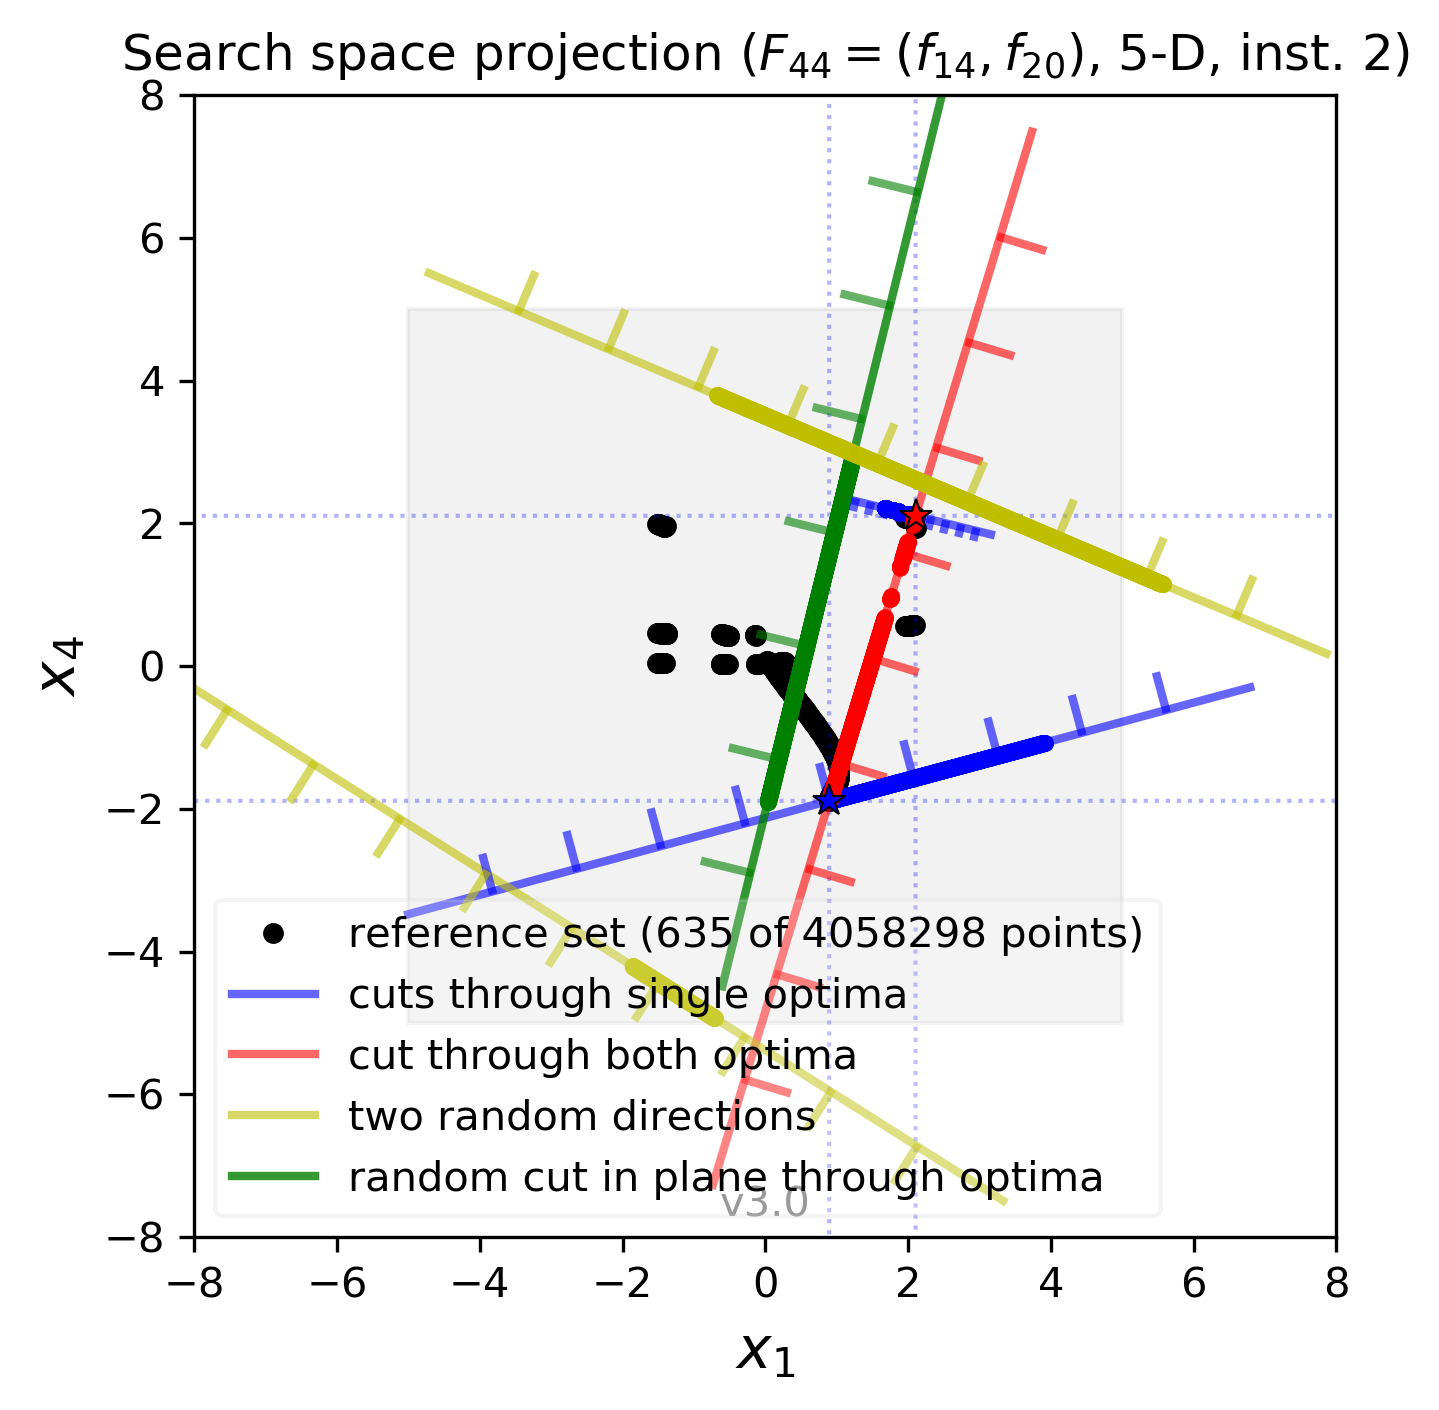 Search space projection (F₄₄ = (f₁₄, f₂₀), 5-D, inst. 2)
8
6
4
2
0
−2
−4
−6
−8
x₄
reference set (635 of 4058298 points)
cuts through single optima
cut through both optima
two random directions
random cut in plane through optima
v3.0
−8 −6 −4 −2 0 2 4 6 8
x₁